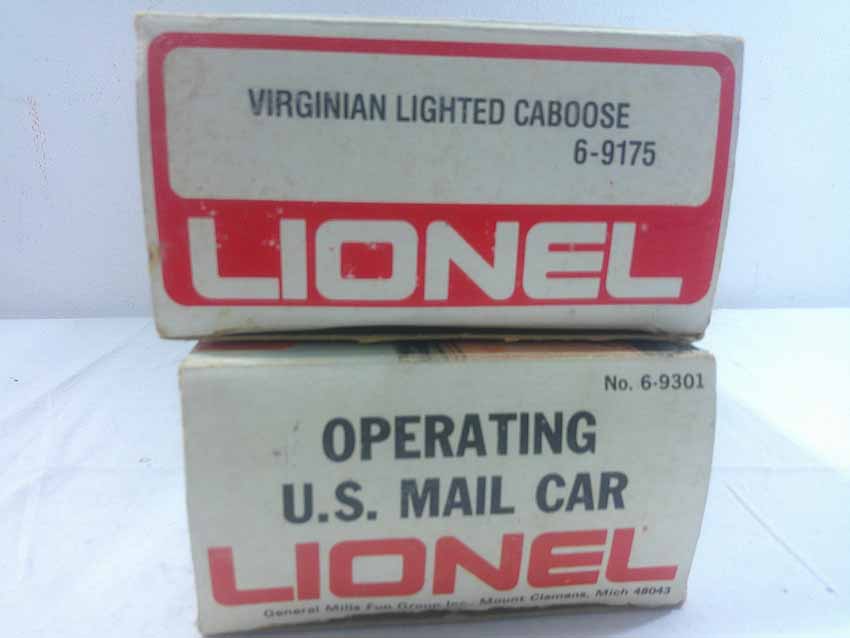 VIRGINIAN LIGHTED CABOOSE
6-9175
LIONEL
No. 6-9301
OPERATING
U.S. MAIL CAR
LIONEL
General Mills Fun Group Inc., Mount Clemens, Mich 48043